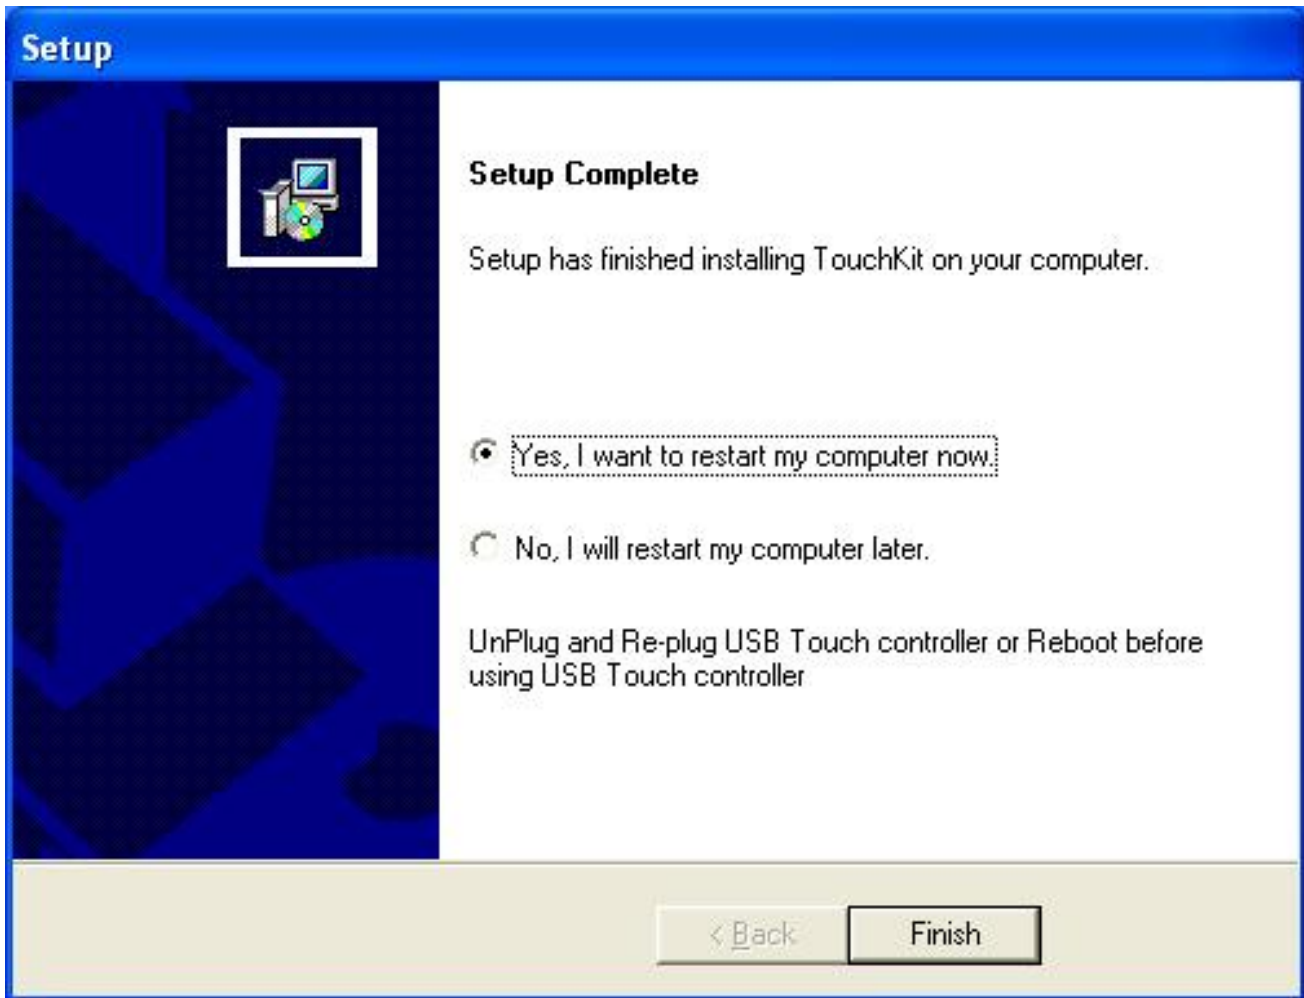 Setup
Setup Complete
Setup has finished installing TouchKit on your computer.
Yes, I want to restart my computer now.
No, I will restart my computer later.
UnPlug and Re-plug USB Touch controller or Reboot before
using USB Touch controller
< Back
Finish